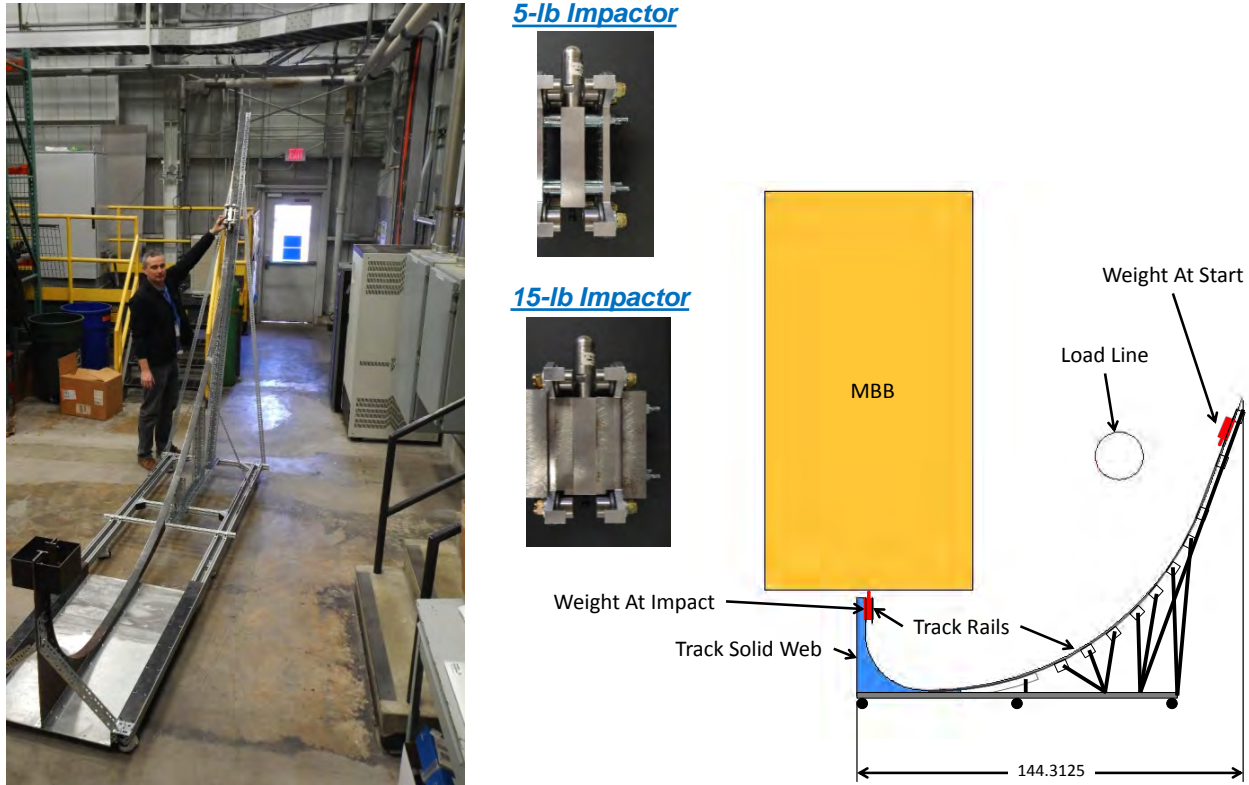 5-lb Impactor
15-lb Impactor
Weight At Start
Load Line
MBB
Weight At Impact
Track Rails
Track Solid Web
144.3125